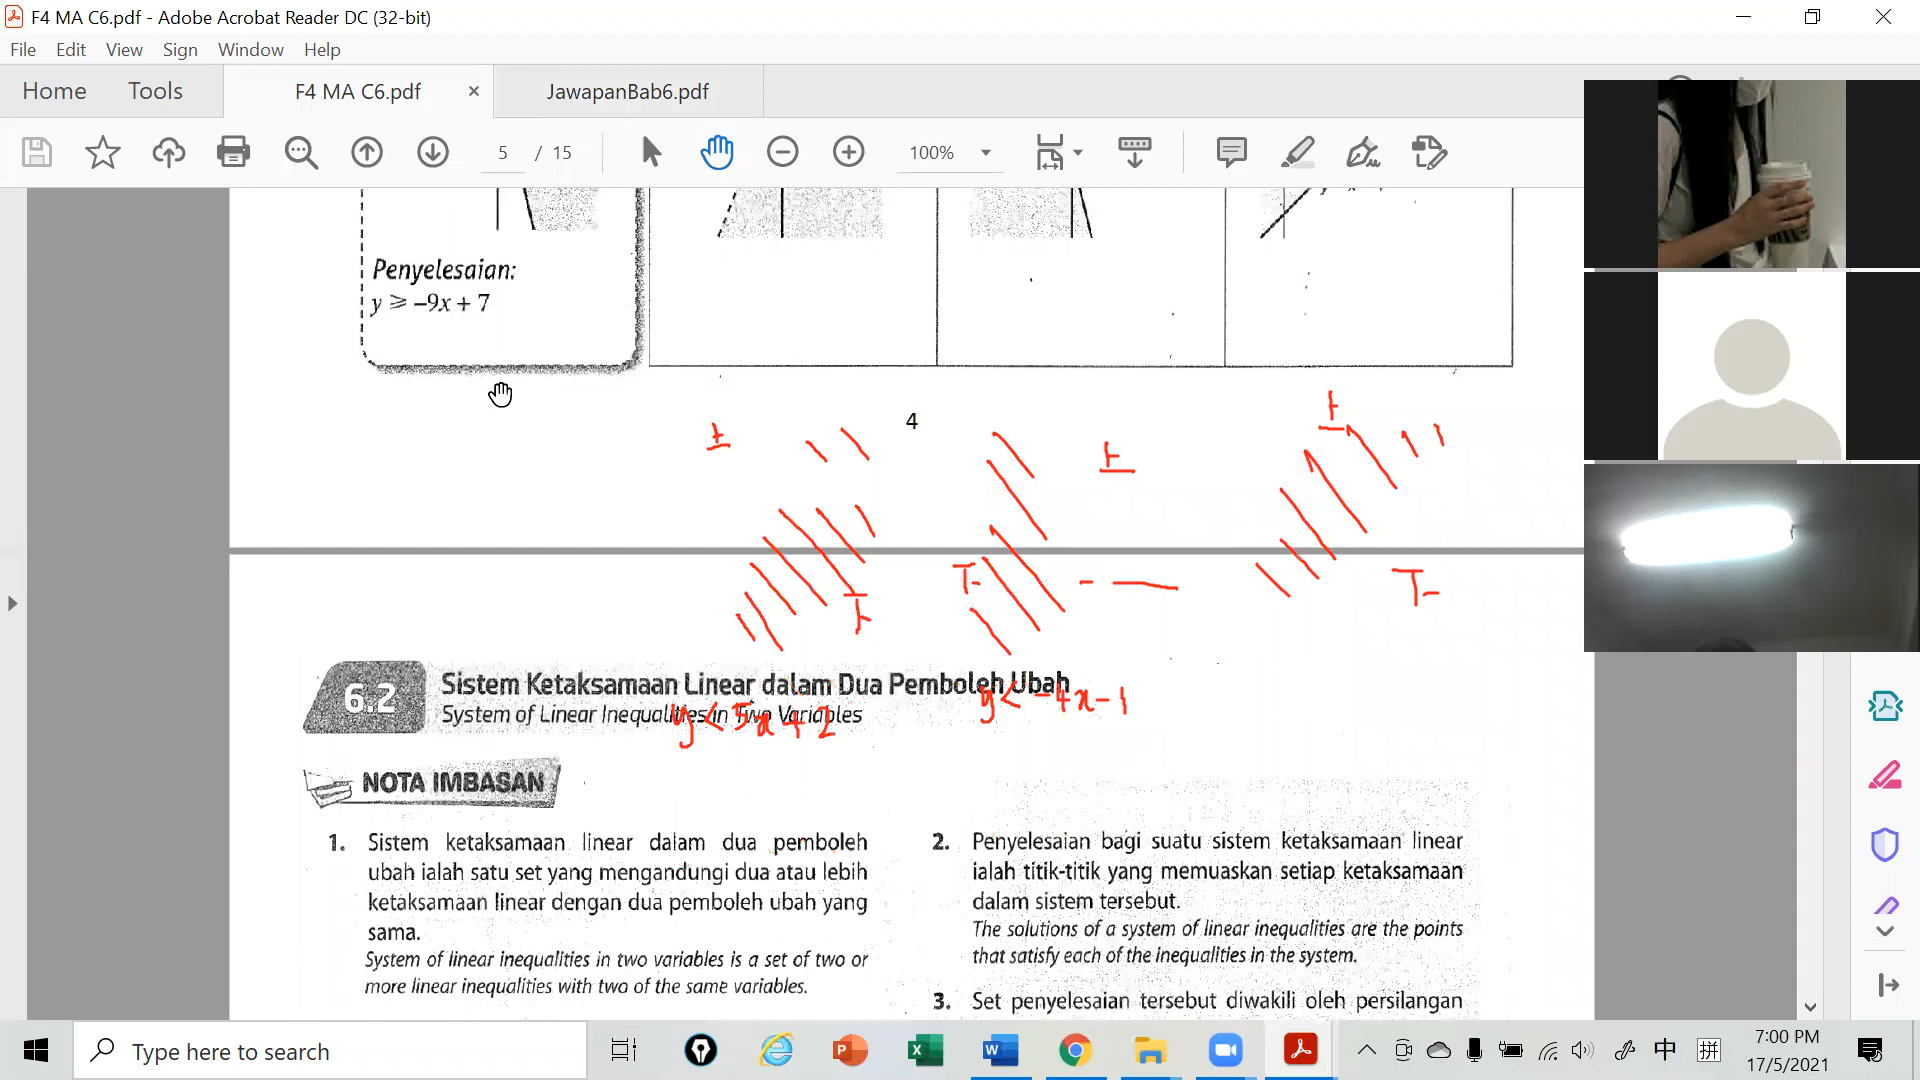 F4 MA C6.pdf - Adobe Acrobat Reader DC (32-bit)
File Edit View Sign Window Help
Home Tools F4 MA C6.pdf × JawapanBab6.pdf
5 / 15 100%
Penyelesaian:
y ⩾ –9x + 7
4
6.2 Sistem Ketaksamaan Linear dalam Dua Pemboleh Ubah
System of Linear Inequalities in Two Variables
y < 5x + 2
y < -4x-1
NOTA IMBASAN
1. Sistem ketaksamaan linear dalam dua pemboleh
ubah ialah satu set yang mengandungi dua atau lebih
ketaksamaan linear dengan dua pemboleh ubah yang
sama.
System of linear inequalities in two variables is a set of two or
more linear inequalities with two of the same variables.
2. Penyelesaian bagi suatu sistem ketaksamaan linear
ialah titik-titik yang memuaskan setiap ketaksamaan
dalam sistem tersebut.
The solutions of a system of linear inequalities are the points
that satisfy each of the inequalities in the system.
3. Set penyelesaian tersebut diwakili oleh persilangan
Type here to search
中 拼
7:00 PM
17/5/2021